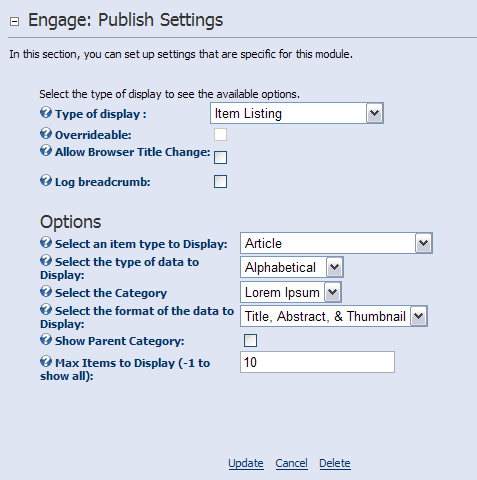 Engage: Publish Settings
In this section, you can set up settings that are specific for this module.
Select the type of display to see the available options.
Type of display : Item Listing
Overrideable:
Allow Browser Title Change:
Log breadcrumb:
Options
Select an item type to Display: Article
Select the type of data to Alphabetical
Display:
Select the Category Lorem Ipsum
Select the format of the data to Title, Abstract, & Thumbnail
Display:
Show Parent Category:
Max Items to Display (-1 to 10
show all):
Update Cancel Delete